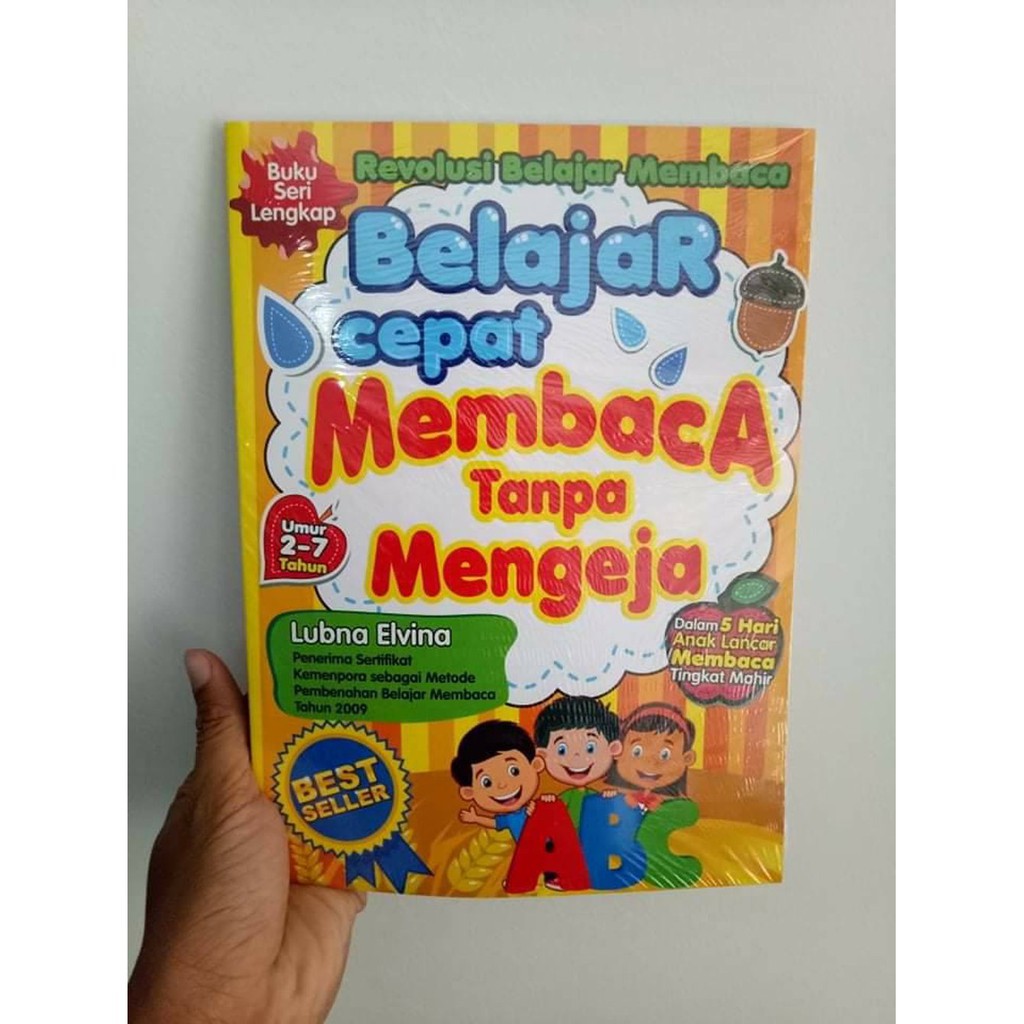 Buku
Seri
Lengkap
Revolusi Belajar Membaca
BelajaR
cepat
MembacA
Tanpa
Mengeja
Umur
2-7
Tahun
Lubna Elvina
Penerima Sertifikat
Kemenpora sebagai Metode
Pembenahan Belajar Membaca
Tahun 2009
Dalam 5 Hari
Anak Lancar
Membaca
Tingkat Mahir
BEST
SELLER
ABC